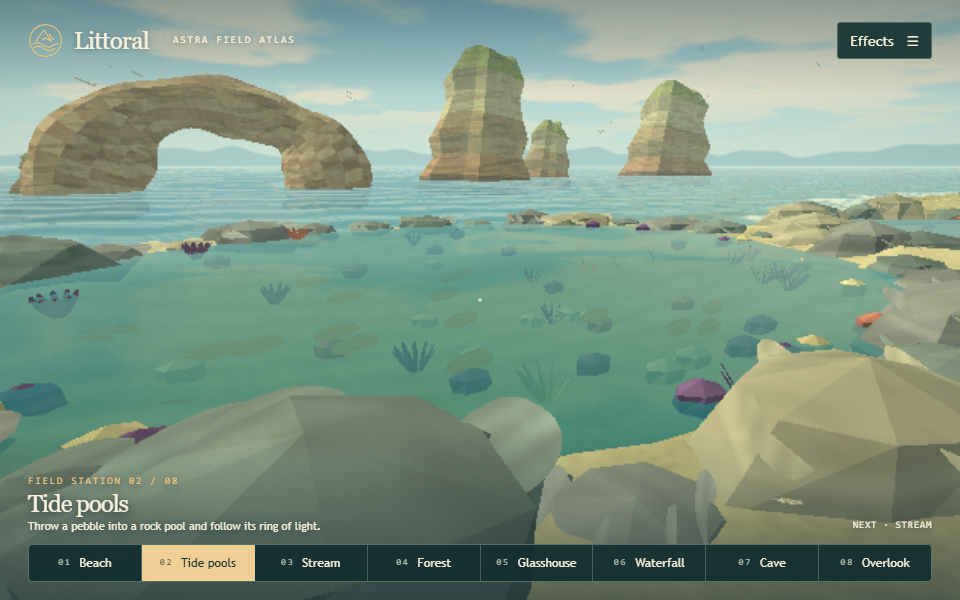 Littoral
ASTRA FIELD ATLAS
Effects
FIELD STATION 02 / 08
Tide pools
Throw a pebble into a rock pool and follow its ring of light.
NEXT · STREAM
01 Beach
02 Tide pools
03 Stream
04 Forest
05 Glasshouse
06 Waterfall
07 Cave
08 Overlook